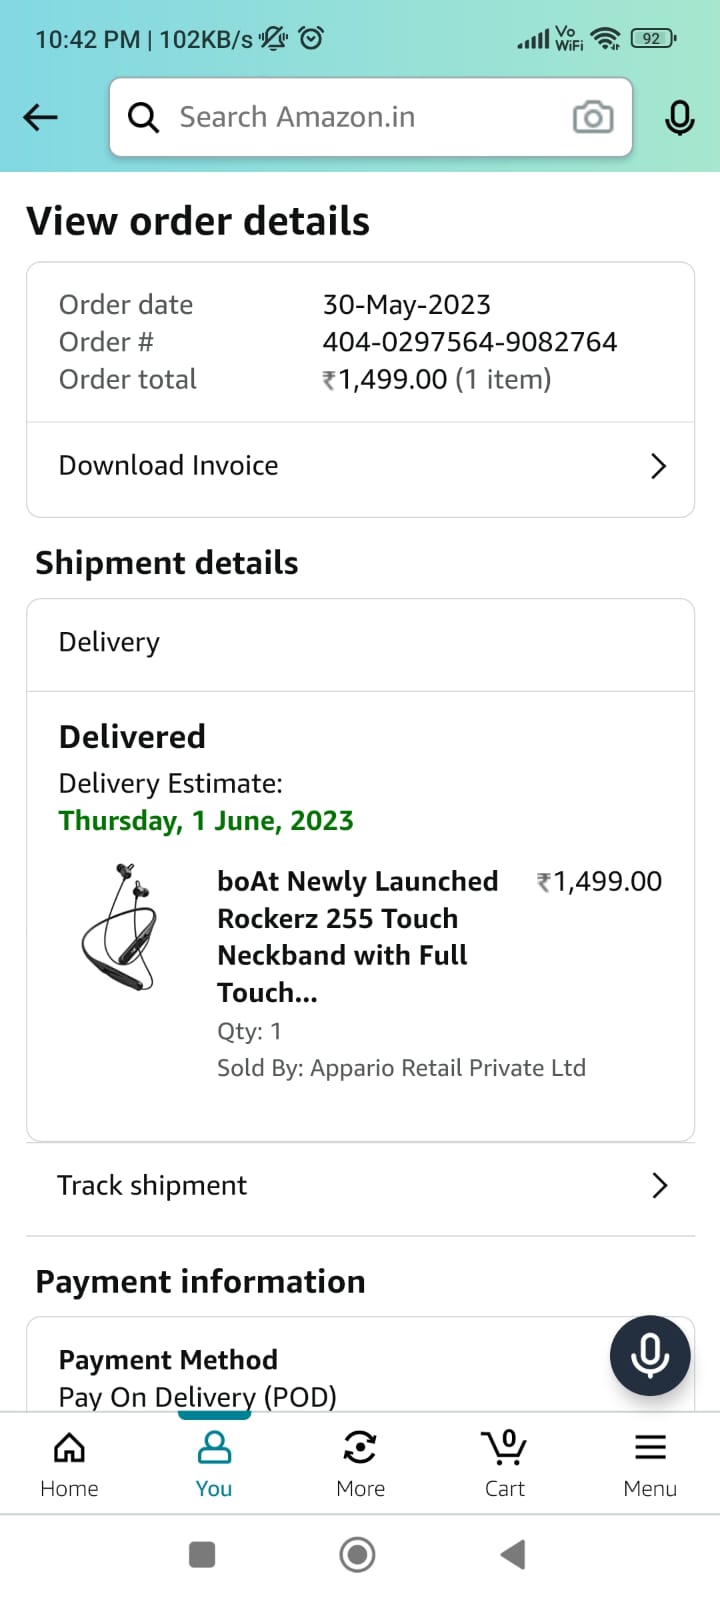 10:42 PM | 102KB/s
Vo
WiFi
92
Search Amazon.in
View order details
Order date 30-May-2023
Order # 404-0297564-9082764
Order total ₹1,499.00 (1 item)
Download Invoice
Shipment details
Delivery
Delivered
Delivery Estimate:
Thursday, 1 June, 2023
boAt Newly Launched ₹1,499.00
Rockerz 255 Touch
Neckband with Full
Touch...
Qty: 1
Sold By: Appario Retail Private Ltd
Track shipment
Payment information
Payment Method
Pay On Delivery (POD)
0
Home You More Cart Menu